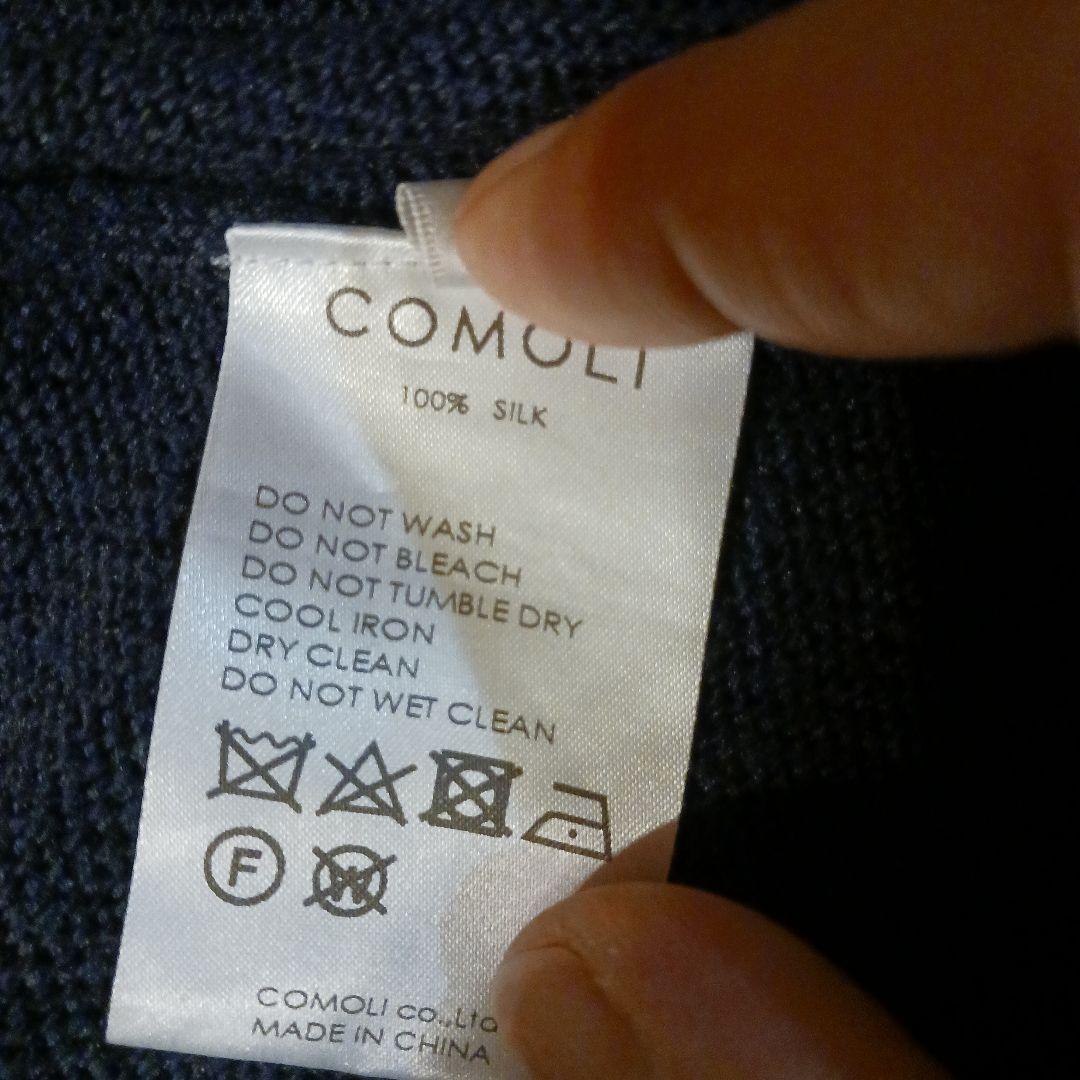 COMOLI
100% SILK
DO NOT WASH
DO NOT BLEACH
DO NOT TUMBLE DRY
COOL IRON
DRY CLEAN
DO NOT WET CLEAN
F W
COMOLI co.,Ltd
MADE IN CHINA